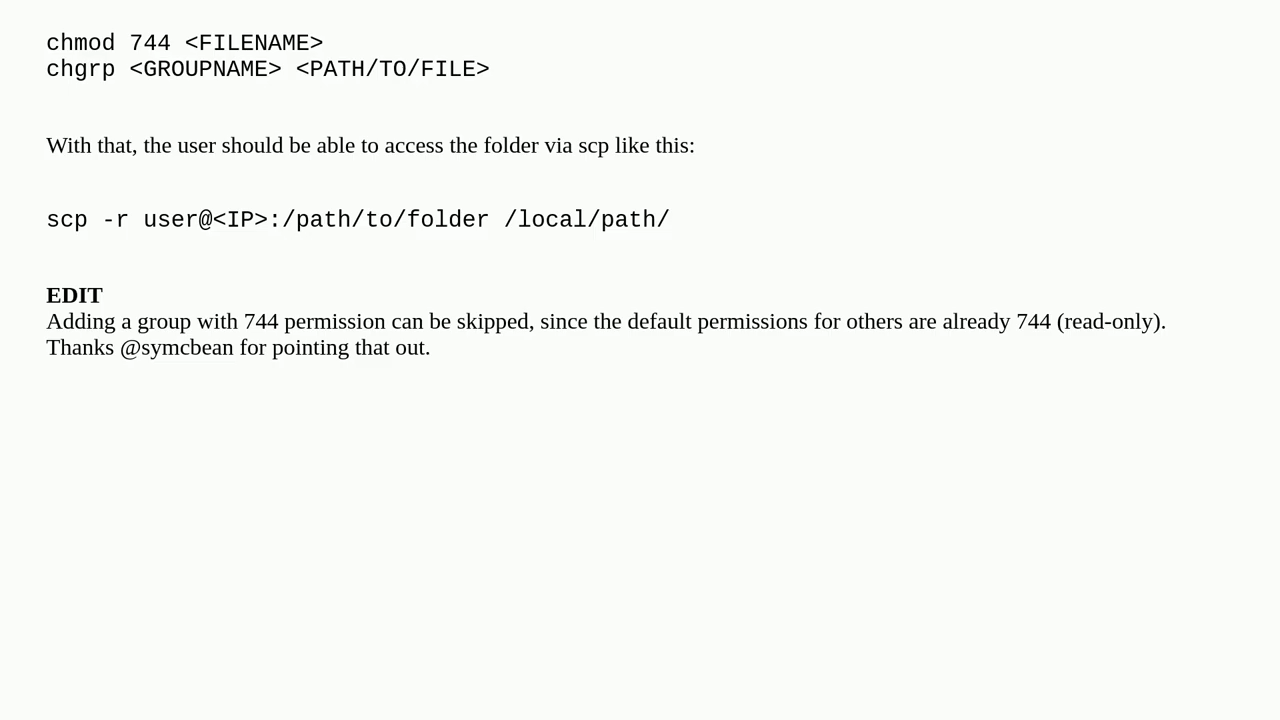 chmod 744 <FILENAME>
chgrp <GROUPNAME> <PATH/TO/FILE>
With that, the user should be able to access the folder via scp like this:
scp -r user@<IP>:/path/to/folder /local/path/
EDIT
Adding a group with 744 permission can be skipped, since the default permissions for others are already 744 (read-only).
Thanks @symcbean for pointing that out.